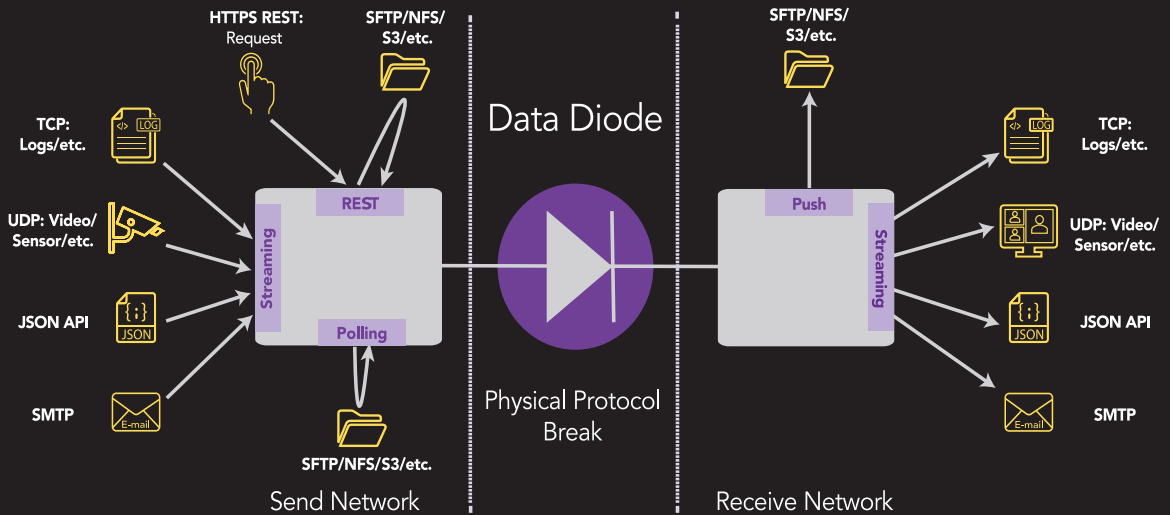 HTTPS REST:
Request
SFTP/NFS/
S3/etc.
TCP:
Logs/etc.
</>
LOG
UDP: Video/
Sensor/etc.
JSON API
{;}
JSON
SMTP
E-mail
REST
Streaming
Polling
SFTP/NFS/S3/etc.
Send Network
Data Diode
Physical Protocol
Break
SFTP/NFS/
S3/etc.
Push
Streaming
</>
LOG
TCP:
Logs/etc.
UDP: Video/
Sensor/etc.
{;}
JSON
JSON API
E-mail
SMTP
Receive Network